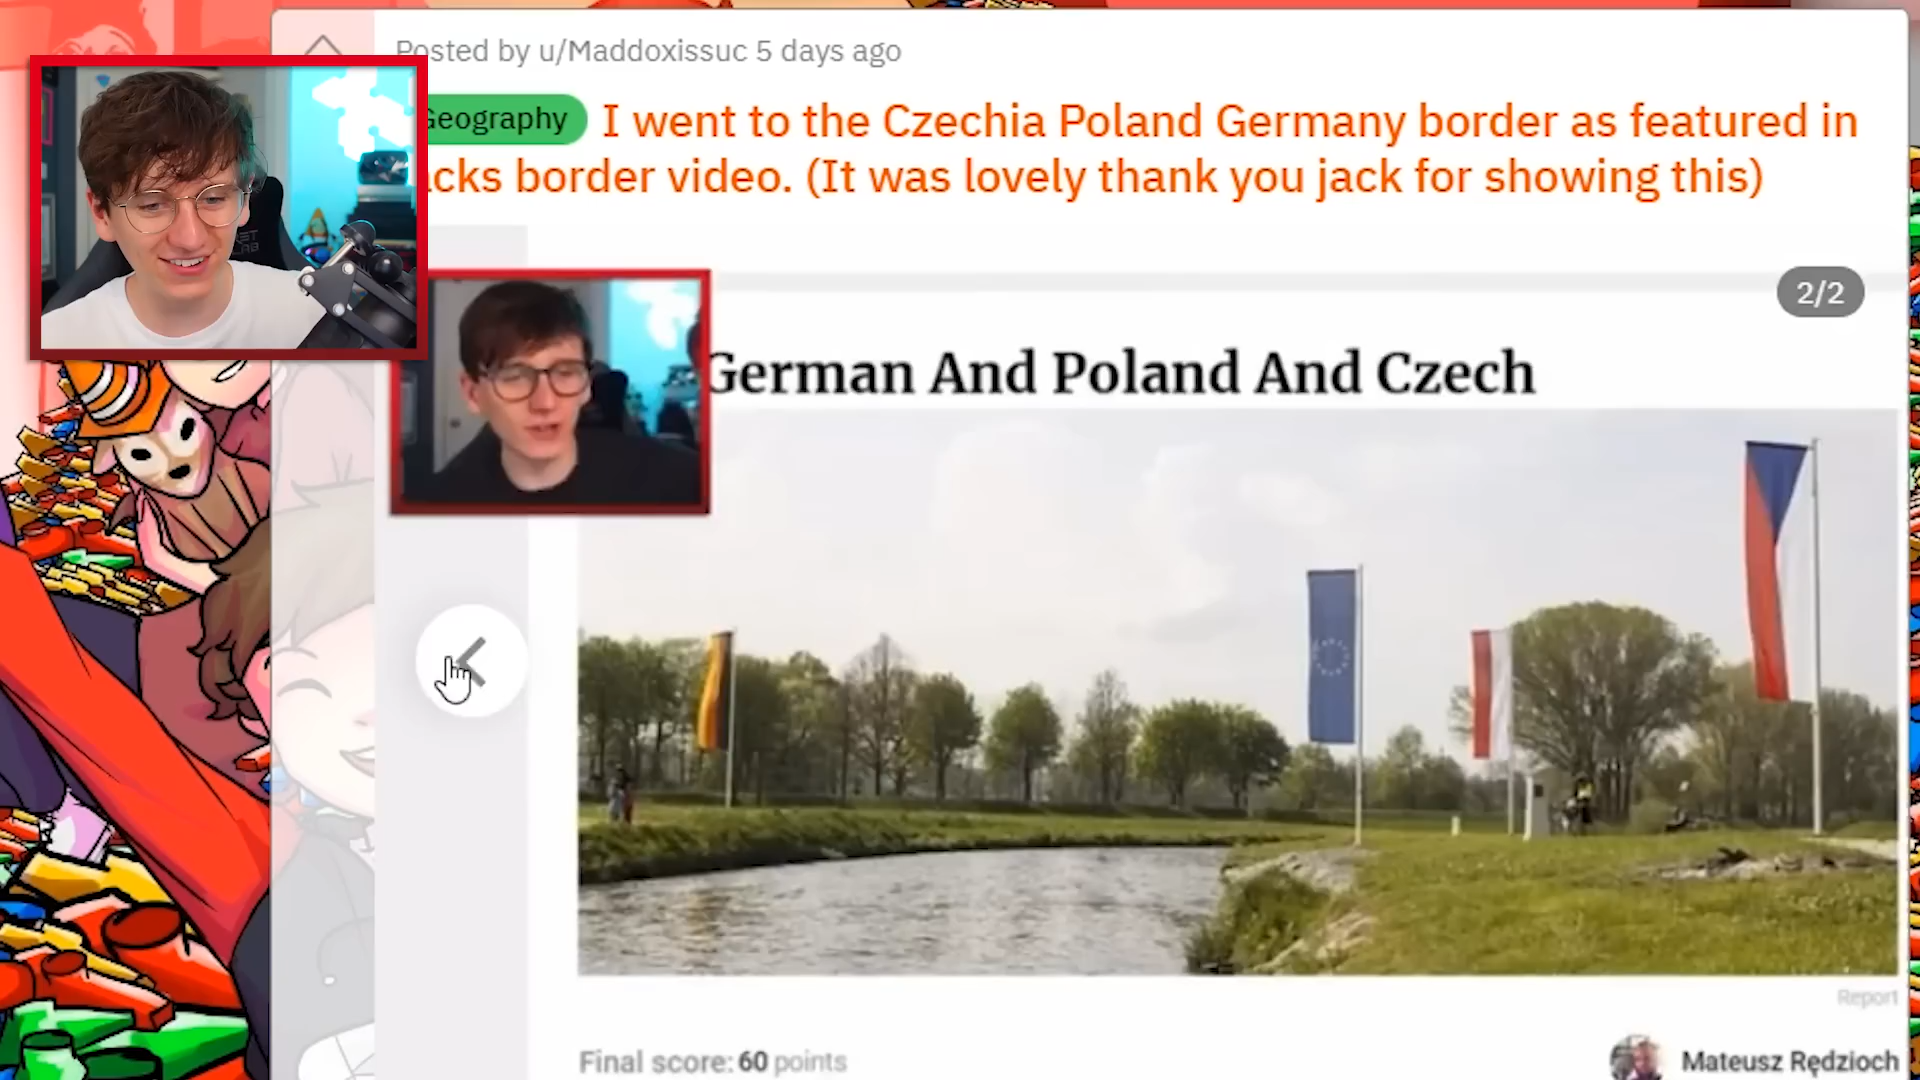 Posted by u/Maddoxissuc 5 days ago
Geography I went to the Czechia Poland Germany border as featured in
acks border video. (It was lovely thank you jack for showing this)
2/2
German And Poland And Czech
Report
Final score: 60 points
Mateusz Rędzioch